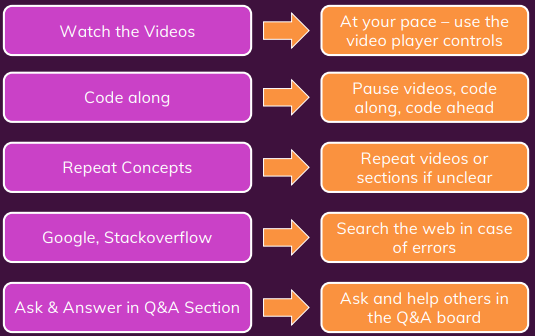 Watch the Videos
At your pace – use the
video player controls
Code along
Pause videos, code
along, code ahead
Repeat Concepts
Repeat videos or
sections if unclear
Google, Stackoverflow
Search the web in case
of errors
Ask & Answer in Q&A Section
Ask and help others in
the Q&A board